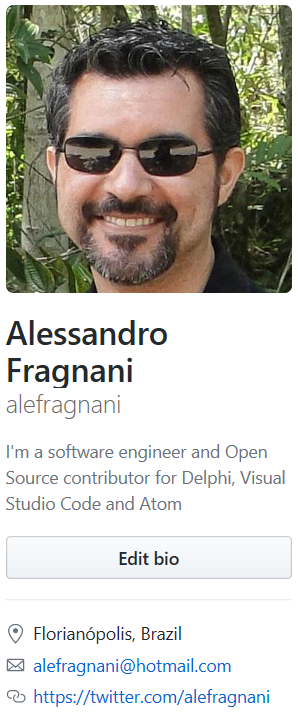 Alessandro
Fragnani
alefragnani
I'm a software engineer and Open
Source contributor for Delphi, Visual
Studio Code and Atom
Edit bio
Florianópolis, Brazil
alefragnani@hotmail.com
https://twitter.com/alefragnani